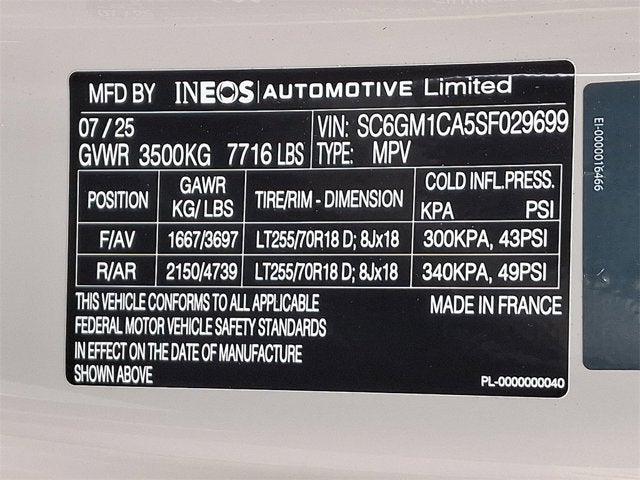 MFD BY INEOS | AUTOMOTIVE Limited
07 / 25 VIN: SC6GM1CA5SF029699
GVWR 3500KG 7716 LBS TYPE: MPV
POSITION GAWR KG/ LBS TIRE/RIM - DIMENSION COLD INFL.PRESS. KPA PSI
F/AV 1667/3697 LT255/70R18 D; 8Jx18 300KPA, 43PSI
R/AR 2150/4739 LT255/70R18 D; 8Jx18 340KPA, 49PSI
THIS VEHICLE CONFORMS TO ALL APPLICABLE MADE IN FRANCE
FEDERAL MOTOR VEHICLE SAFETY STANDARDS
IN EFFECT ON THE DATE OF MANUFACTURE
SHOWN ABOVE
PL-0000000040
EI-0000016466